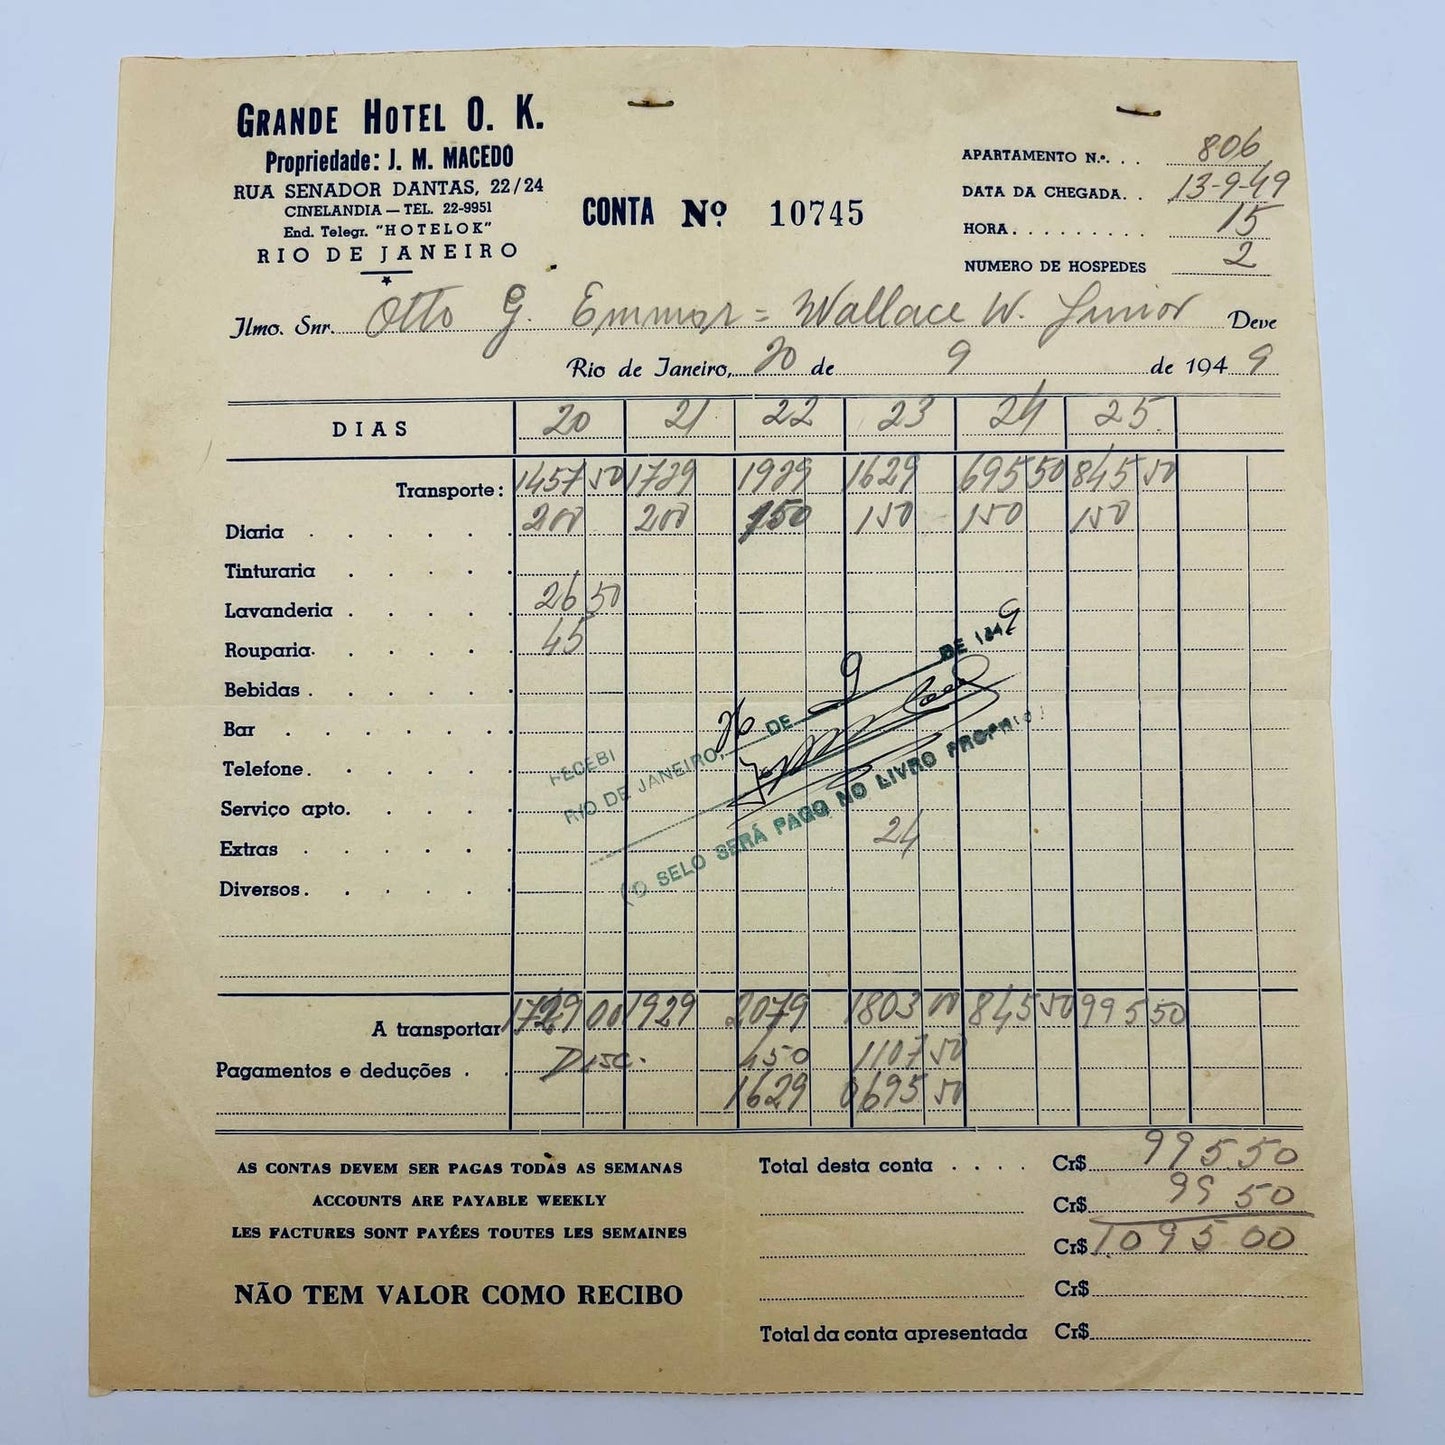 GRANDE HOTEL O. K.
Propriedade: J. M. MACEDO
RUA SENADOR DANTAS, 22/24
CINELANDIA — TEL. 22-9951
End. Telegr. "HOTELOK"
RIO DE JANEIRO
CONTA Nº 10745
APARTAMENTO N.º. . . 806
DATA DA CHEGADA. . 13-9-49
HORA. . . . . . . . . 15
NUMERO DE HOSPEDES 2
Ilmo. Snr. Otto G. Emmor = Wallace W. Junior Deve
Rio de Janeiro, 20 de 9 de 1949
DIAS 20 21 22 23 24 25
Transporte: 1457 50 1729 1929 1629 695 50 845 50
Diaria . . . . . 200 200 150 150 150 150
Tinturaria . . . . .
Lavanderia . . . . . 26 50
Rouparia . . . . . 45
Bebidas . . . . . .
Bar . . . . . .
Telefone . . . . . .
Serviço apto. . . . . .
Extras . . . . . 24
Diversos . . . . . .
RECEBI
RIO DE JANEIRO, 26 DE 9 DE 1949
(O SELO SERÁ PAGO NO LIVRO PROPRIO)
A transportar 1729 00 1929 2079 1803 00 845 50 995 50
Pagamentos e deduções . . Disc. 450 1107 50
1629 0695 50
AS CONTAS DEVEM SER PAGAS TODAS AS SEMANAS
ACCOUNTS ARE PAYABLE WEEKLY
LES FACTURES SONT PAYÉES TOUTES LES SEMAINES
NÃO TEM VALOR COMO RECIBO
Total desta conta . . . . Cr$ 995.50
Cr$ 99 50
Cr$ 1095 00
Cr$
Total da conta apresentada Cr$